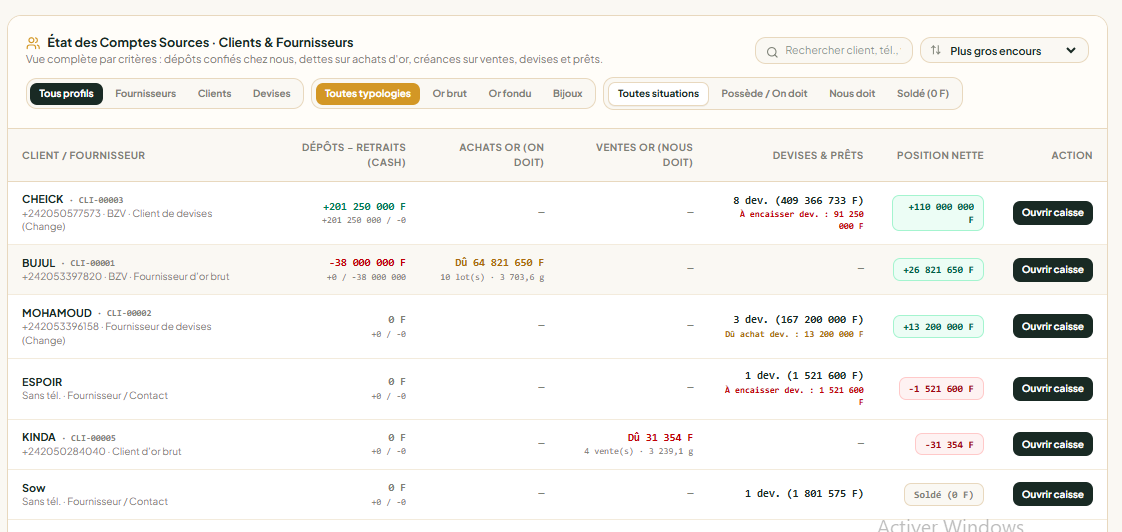 État des Comptes Sources · Clients & Fournisseurs
Vue complète par critères : dépôts confiés chez nous, dettes sur achats d'or, créances sur ventes, devises et prêts.
Rechercher client, tél..
Plus gros encours
Tous profils Fournisseurs Clients Devises
Toutes typologies Or brut Or fondu Bijoux
Toutes situations Possède / On doit Nous doit Soldé (0 F)
CLIENT / FOURNISSEUR
DÉPÔTS – RETRAITS
(CASH)
ACHATS OR (ON
DOIT)
VENTES OR (NOUS
DOIT)
DEVISES & PRÊTS
POSITION NETTE
ACTION
CHEICK · CLI-00003
+242050577573 · BZV · Client de devises
(Change)
+201 250 000 F
+201 250 000 / -0
—
—
8 dev. (409 366 733 F)
À encaisser dev. : 91 250
000 F
+110 000 000
F
Ouvrir caisse
BUJUL · CLI-00001
+242053397820 · BZV · Fournisseur d'or brut
-38 000 000 F
+0 / -38 000 000
Dû 64 821 650 F
10 lot(s) · 3 703,6 g
—
—
+26 821 650 F
Ouvrir caisse
MOHAMOUD · CLI-00002
+242053396158 · Fournisseur de devises
(Change)
0 F
+0 / -0
—
—
3 dev. (167 200 000 F)
Dû achat dev. : 13 200 000 F
+13 200 000 F
Ouvrir caisse
ESPOIR
Sans tél. · Fournisseur / Contact
0 F
+0 / -0
—
—
1 dev. (1 521 600 F)
À encaisser dev. : 1 521 600
F
-1 521 600 F
Ouvrir caisse
KINDA · CLI-00005
+242050284040 · Client d'or brut
0 F
+0 / -0
—
Dû 31 354 F
4 vente(s) · 3 239,1 g
—
-31 354 F
Ouvrir caisse
Sow
Sans tél. · Fournisseur / Contact
0 F
+0 / -0
—
—
1 dev. (1 801 575 F)
Soldé (0 F)
Ouvrir caisse
Activer Windows